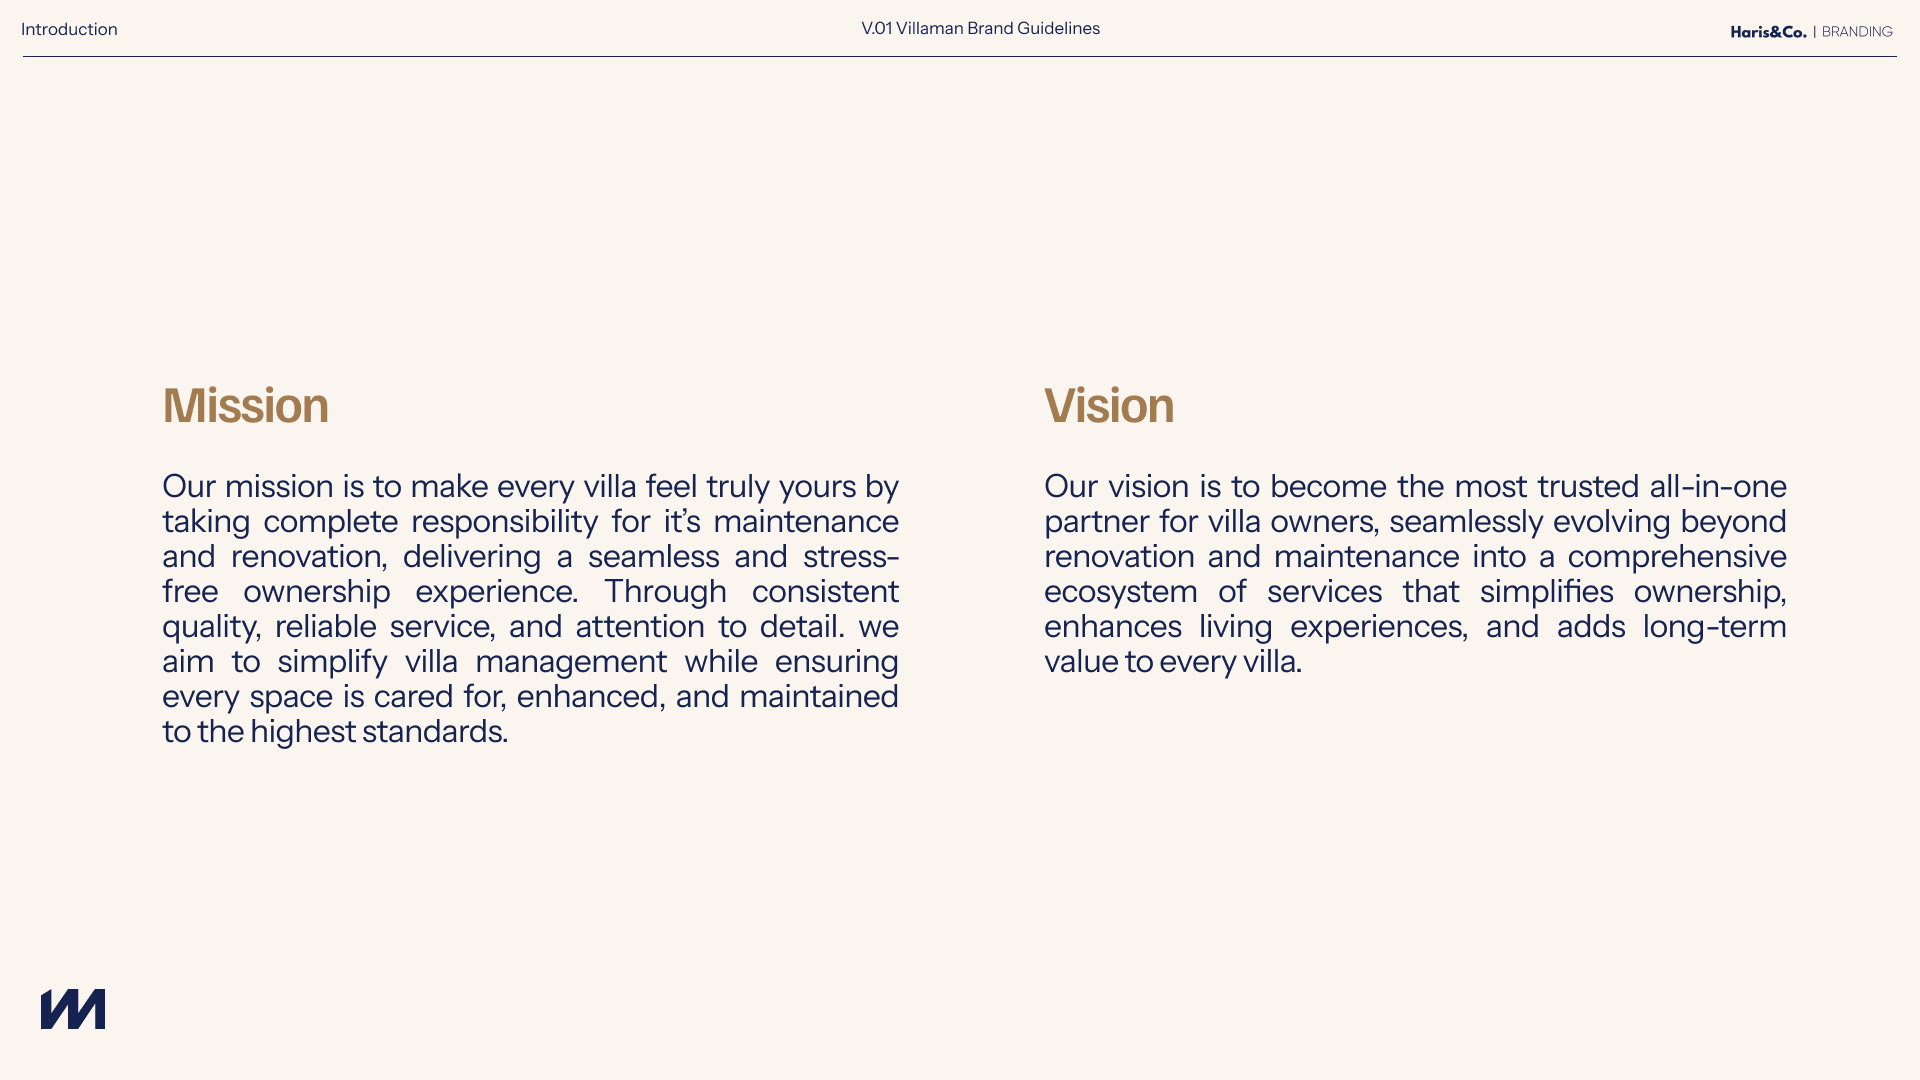 Introduction
V.01 Villaman Brand Guidelines
Haris&Co. | BRANDING
Mission
Our mission is to make every villa feel truly yours by
taking complete responsibility for it’s maintenance
and renovation, delivering a seamless and stress-
free ownership experience. Through consistent
quality, reliable service, and attention to detail. we
aim to simplify villa management while ensuring
every space is cared for, enhanced, and maintained
to the highest standards.
Vision
Our vision is to become the most trusted all-in-one
partner for villa owners, seamlessly evolving beyond
renovation and maintenance into a comprehensive
ecosystem of services that simplifies ownership,
enhances living experiences, and adds long-term
value to every villa.